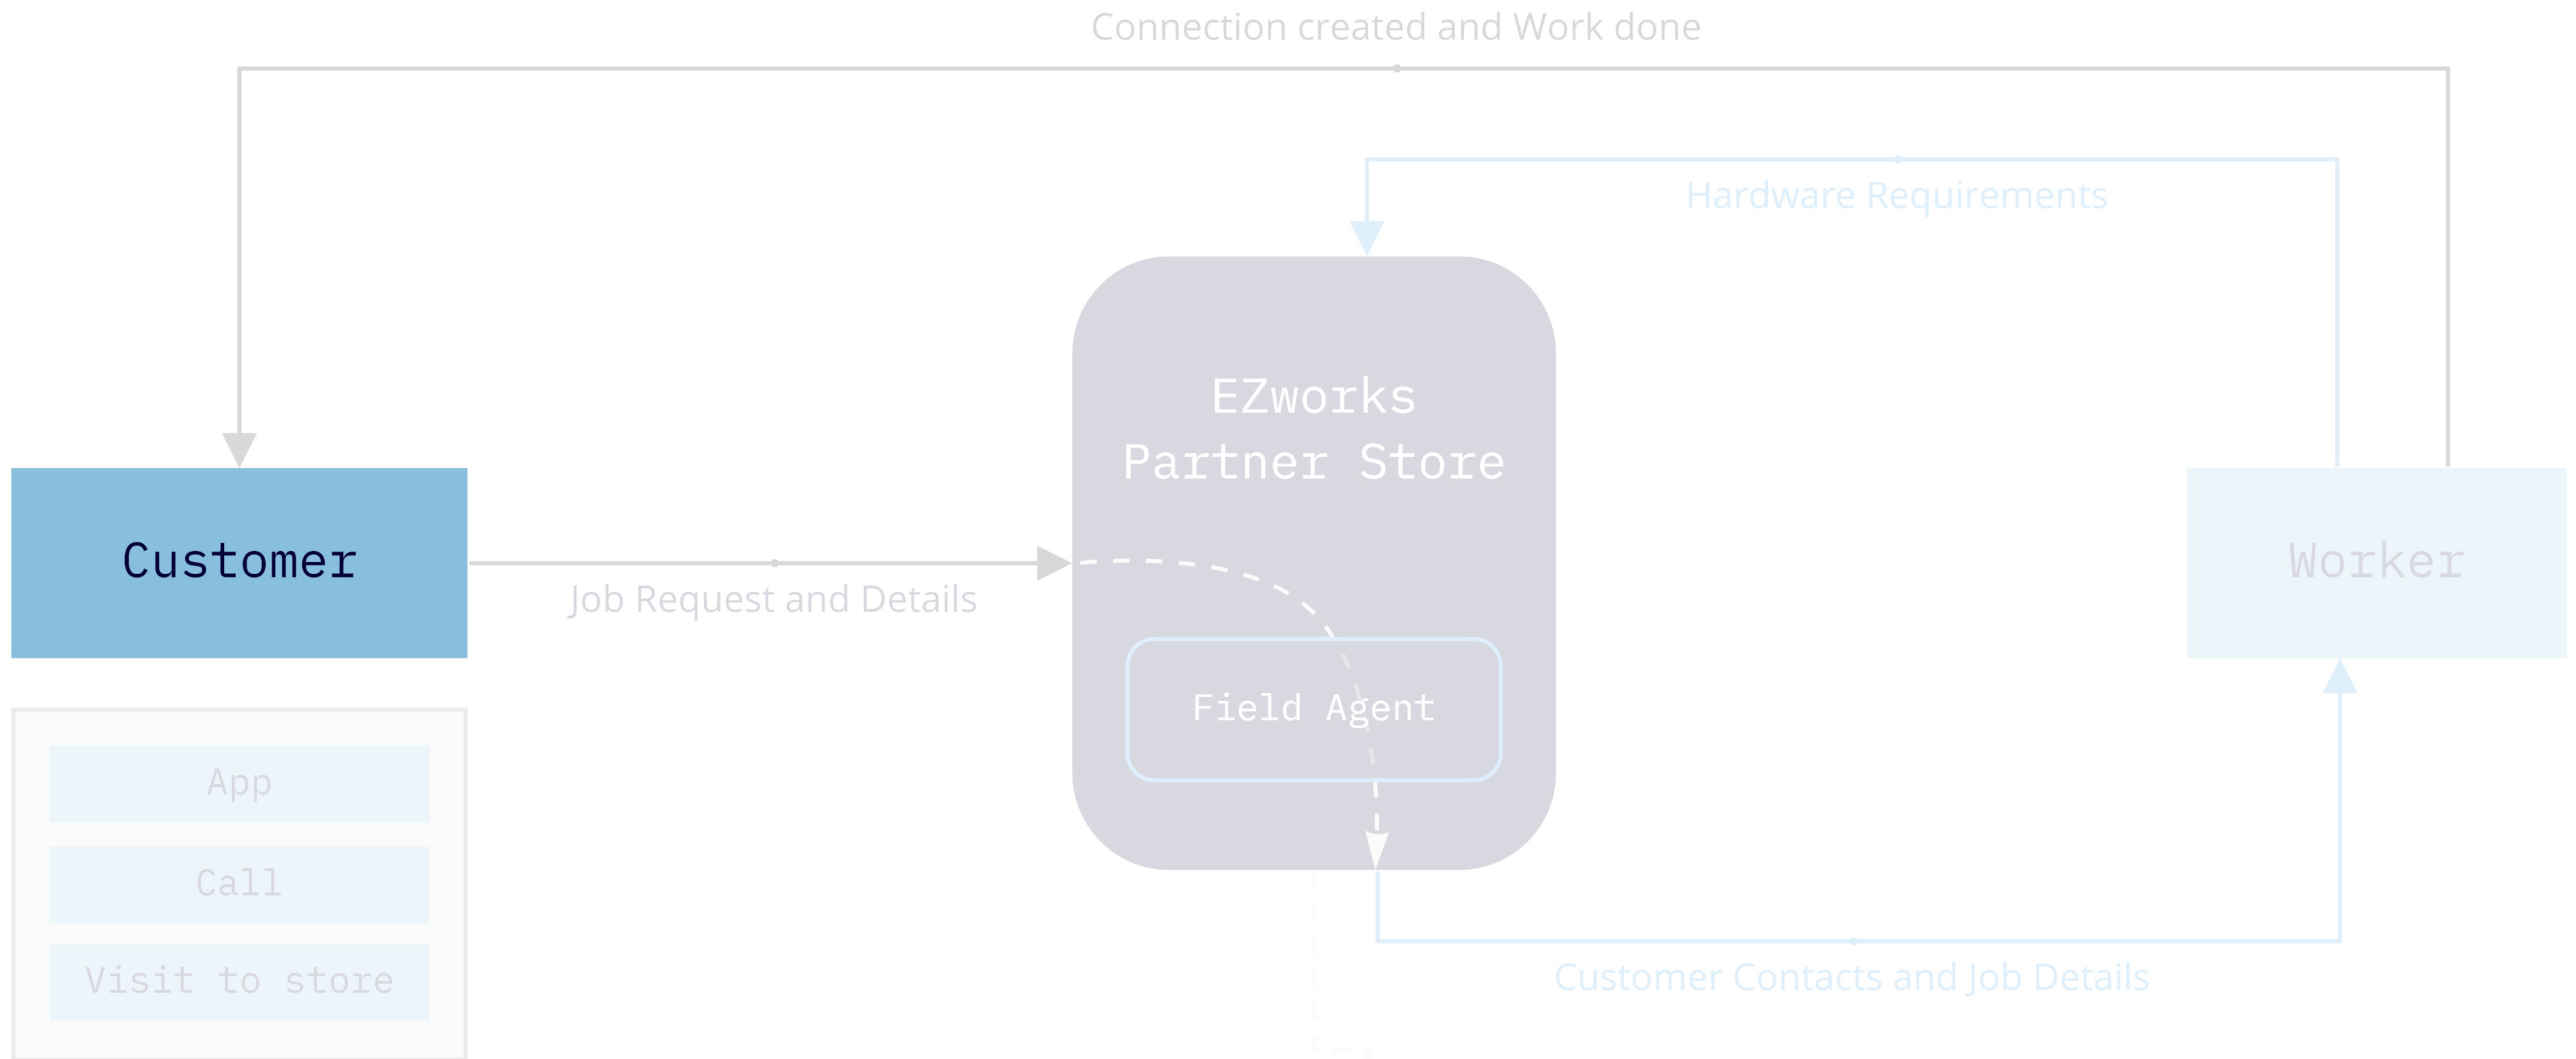 Connection created and Work done
Hardware Requirements
EZworks
Partner Store
Customer
Worker
Job Request and Details
Field Agent
App
Call
Visit to store
Customer Contacts and Job Details